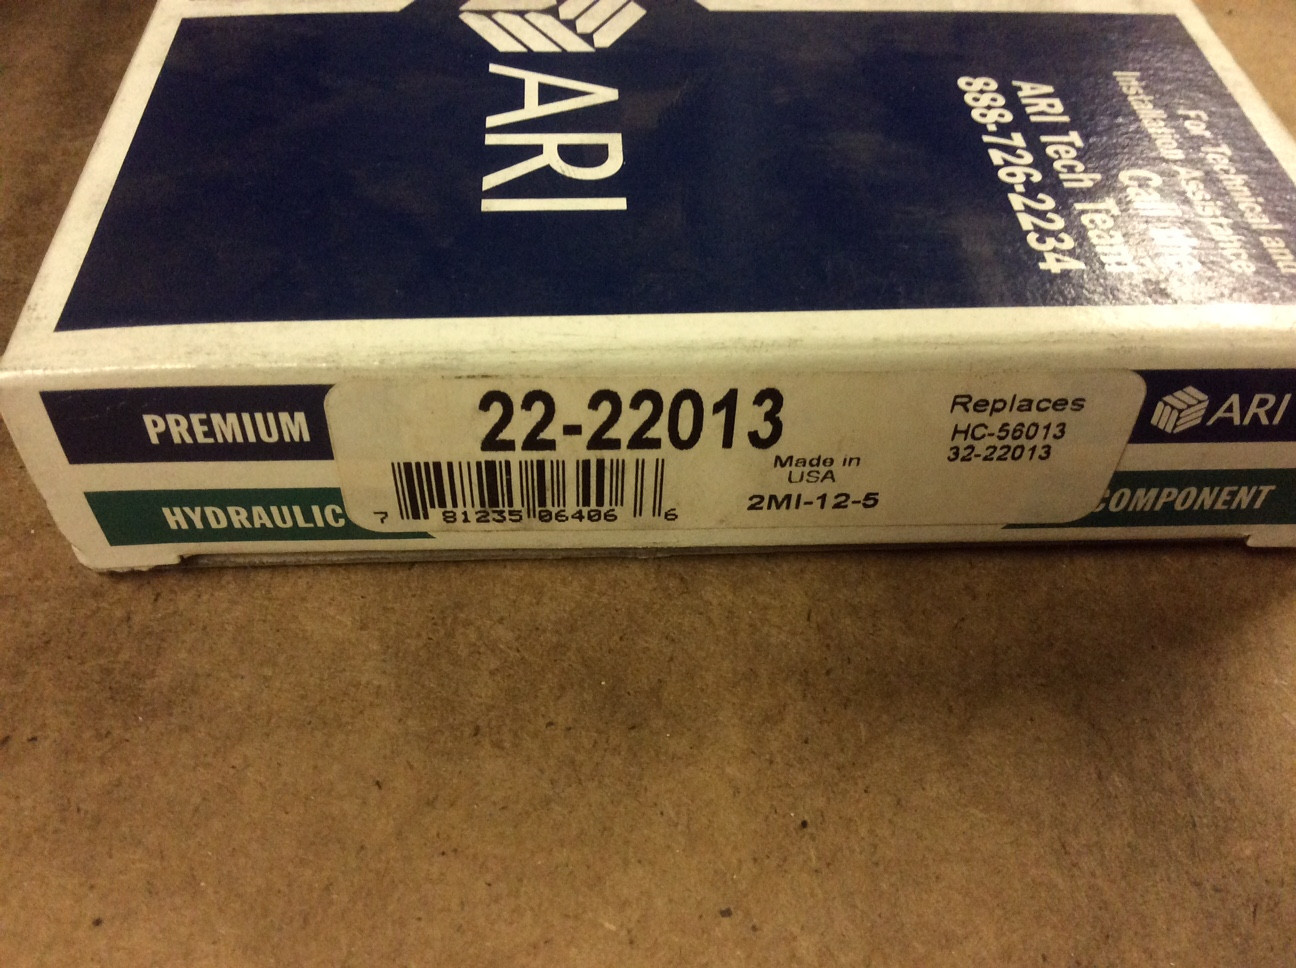 ARI
For Technical and
Installation Assistance
Call the
ARI Tech Team
888-726-2234
PREMIUM
HYDRAULIC
22-22013
7 81235 06406 6
Made in
USA
2MI-12-5
Replaces
HC-56013
32-22013
ARI
COMPONENT